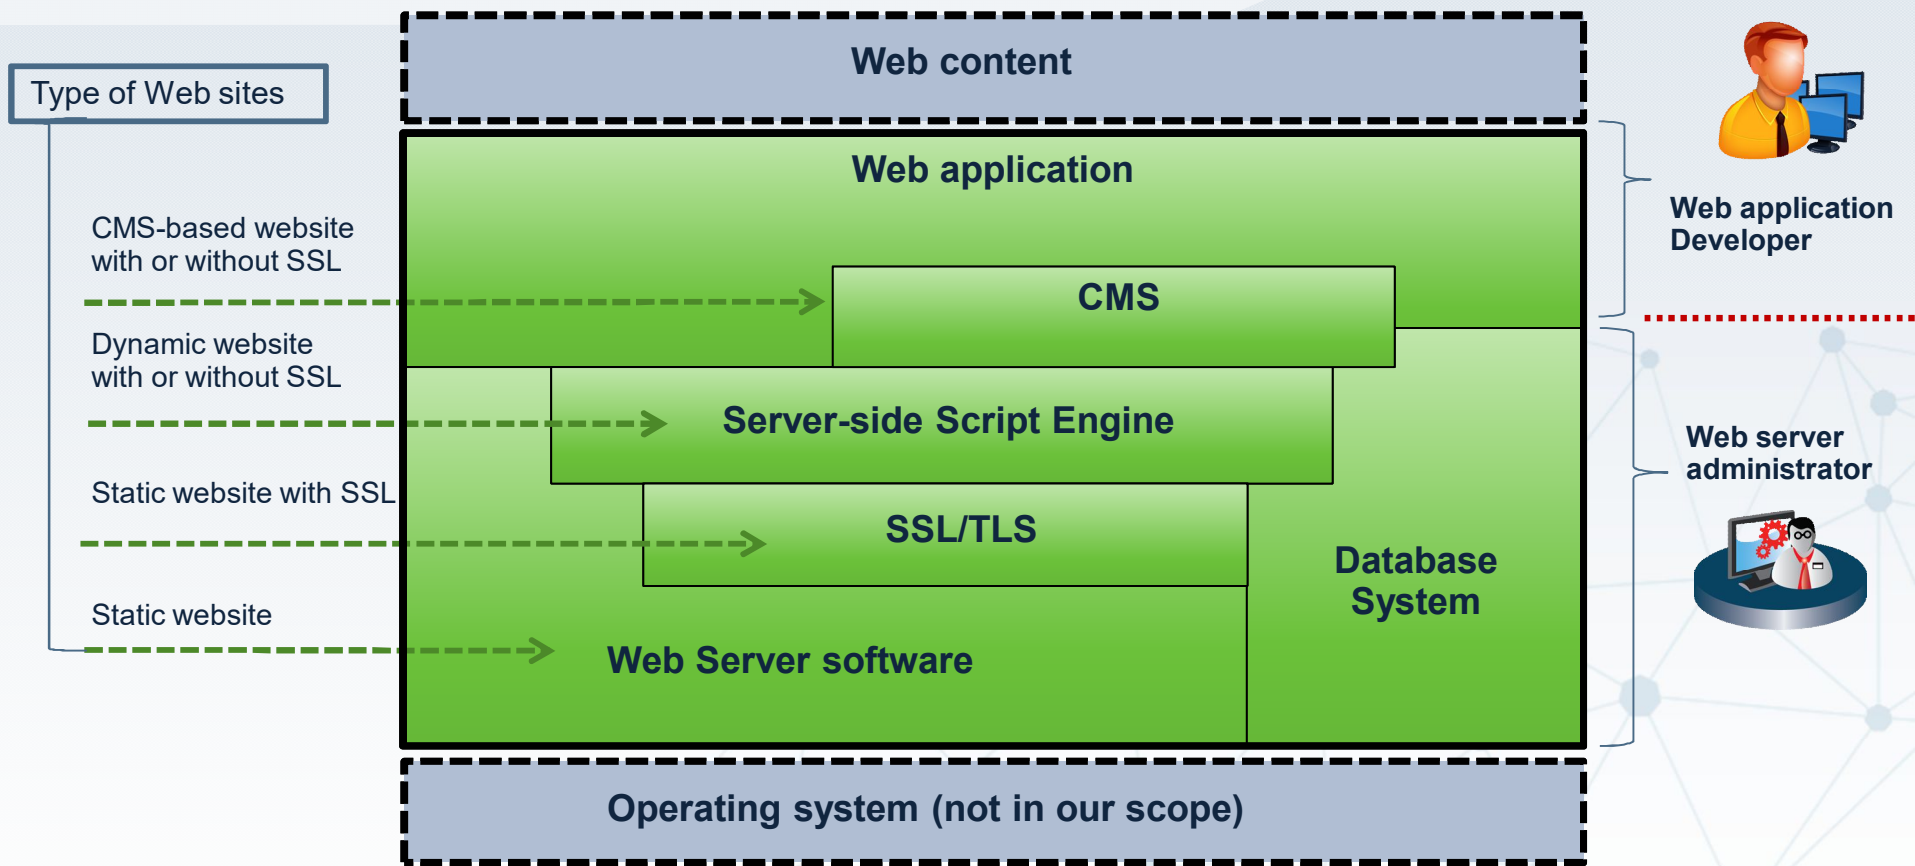 Web content
Type of Web sites
Web application
CMS-based website
with or without SSL
CMS
Dynamic website
with or without SSL
Server-side Script Engine
Static website with SSL
SSL/TLS
Database
System
Static website
Web Server software
Operating system (not in our scope)
Web application
Developer
Web server
administrator